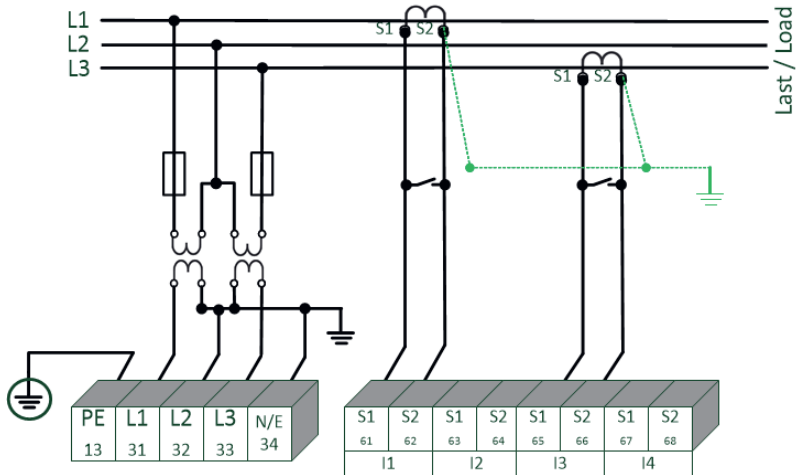 L1
S1 S2
L2
L3
S1 S2
Last / Load
PE L1 L2 L3 N/E
13 31 32 33 34
S1 S2 S1 S2 S1 S2 S1 S2
61 62 63 64 65 66 67 68
I1 I2 I3 I4